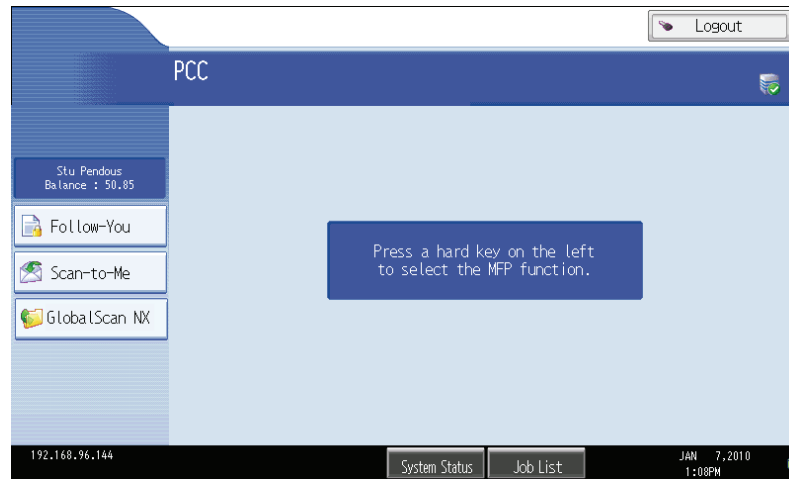 Logout
PCC
Stu Pendous
Balance : 50.85
Follow-You
Scan-to-Me
GlobalScan NX
Press a hard key on the left
to select the MFP function.
192.168.96.144
System Status
Job List
JAN 7,2010
1:08PM